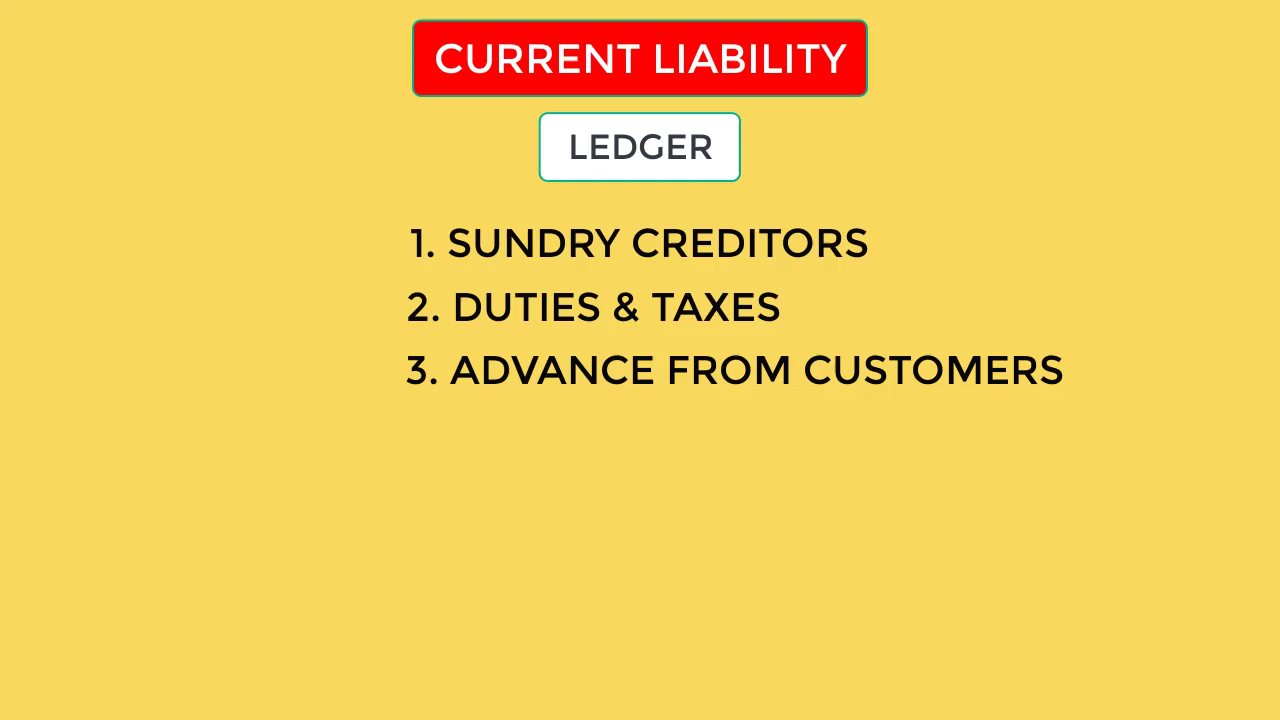 CURRENT LIABILITY
LEDGER
1. SUNDRY CREDITORS
2. DUTIES & TAXES
3. ADVANCE FROM CUSTOMERS